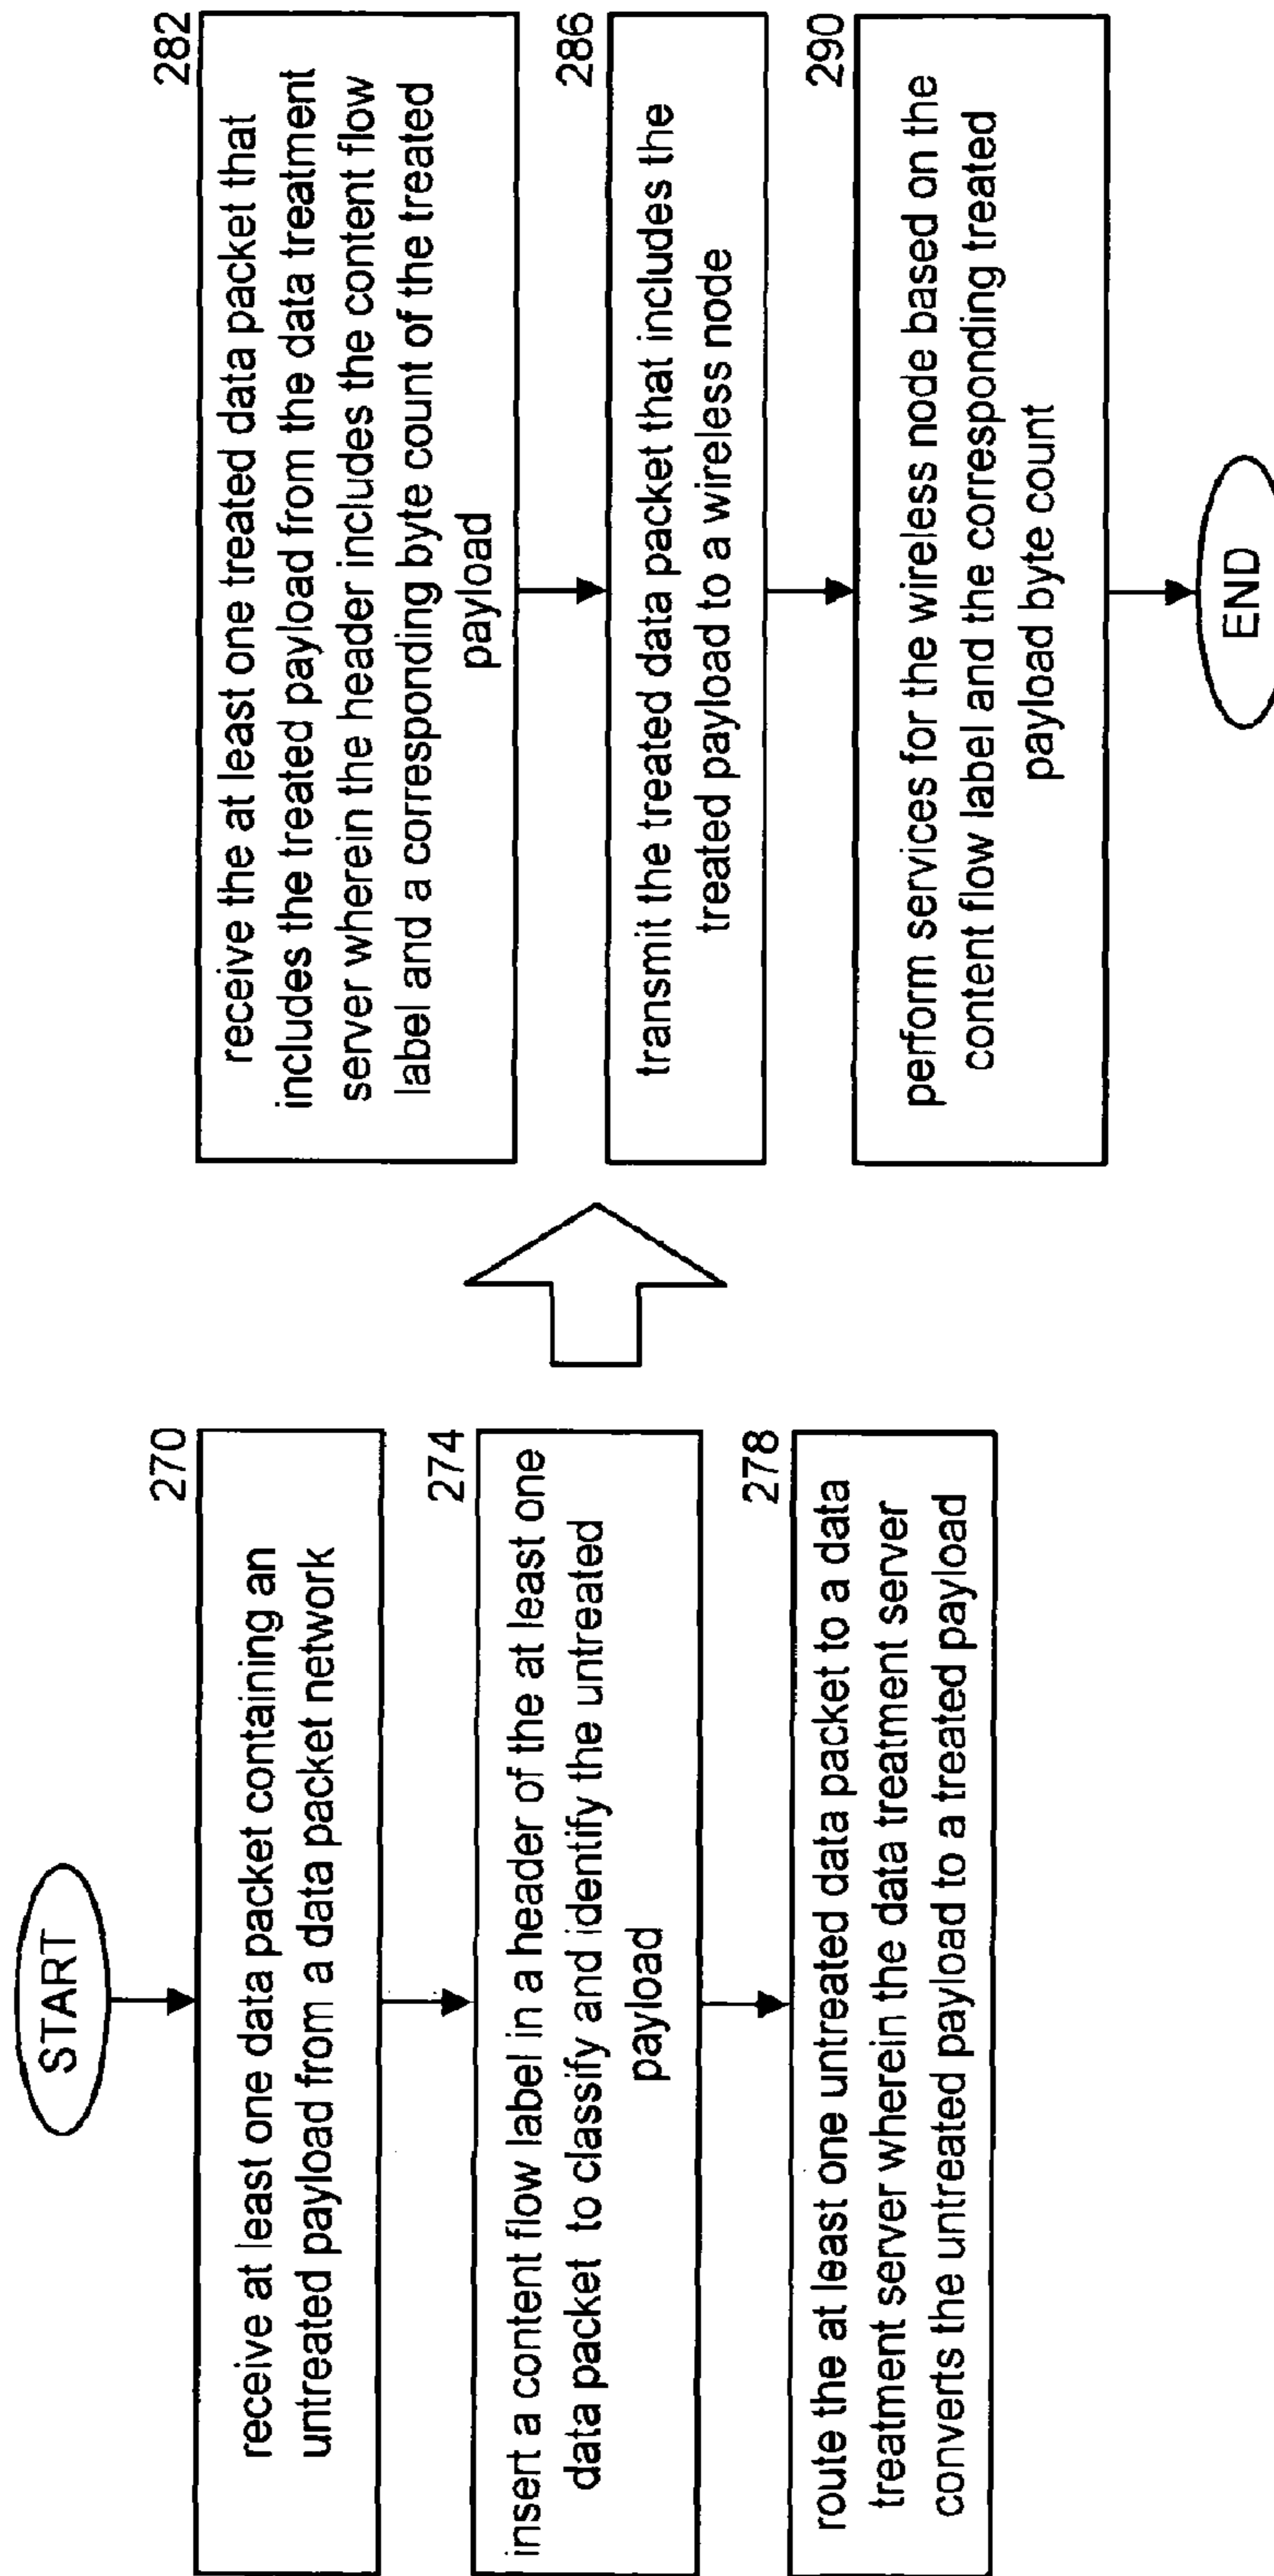 START
270
receive at least one data packet containing an
untreated payload from a data packet network
274
insert a content flow label in a header of the at least one
data packet to classify and identify the untreated
payload
278
route the at least one untreated data packet to a data
treatment server wherein the data treatment server
converts the untreated payload to a treated payload
282
receive the at least one treated data packet that
includes the treated payload from the data treatment
server wherein the header includes the content flow
label and a corresponding byte count of the treated
payload
286
transmit the treated data packet that includes the
treated payload to a wireless node
290
perform services for the wireless node based on the
content flow label and the corresponding treated
payload byte count
END